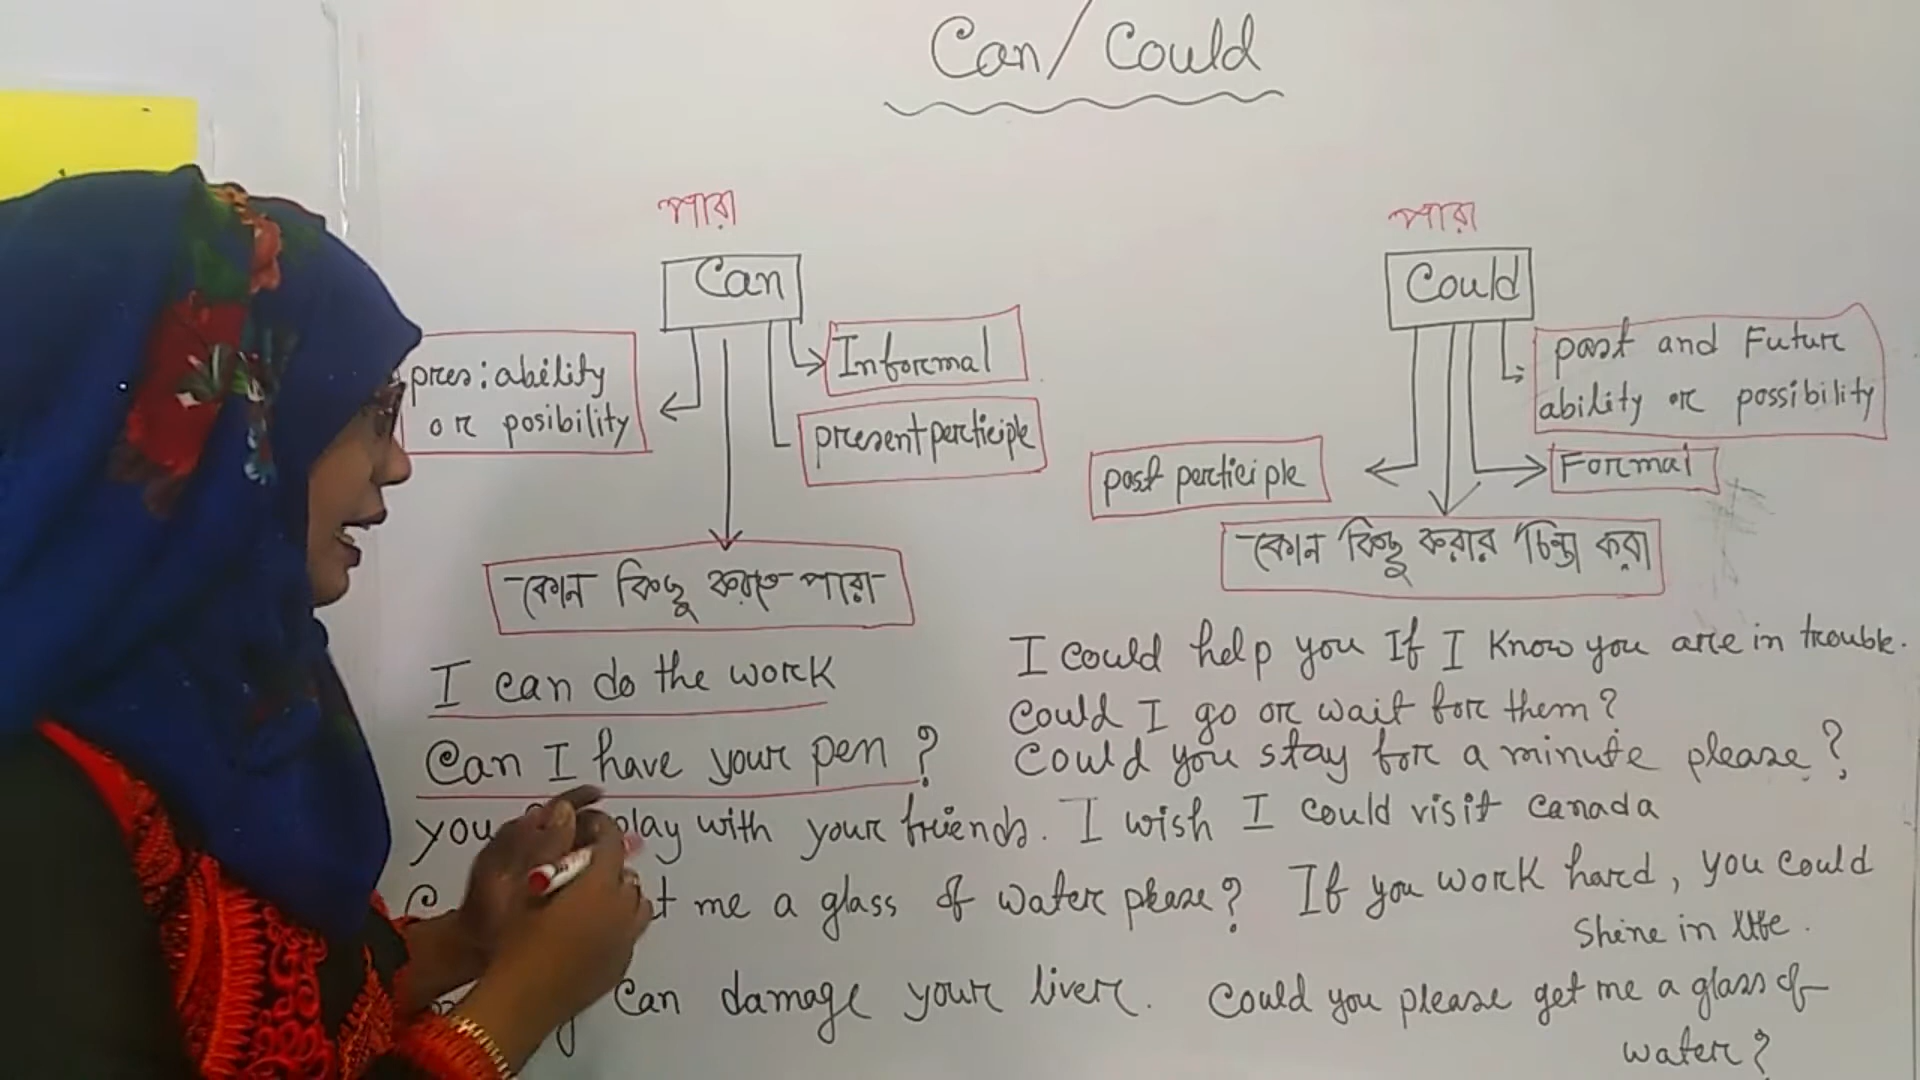 Can/Could
পারা
Can
pres: ability
or posibility
Informal
present perticiple
কোন কিছু করতে পারা
I can do the work
Can I have your pen?
you play with your friends.
me a glass of water please?
Can damage your liver.
পারা
Could
past and Future
ability or possibility
past perticiple
Formal
কোন কিছু করার চিন্তা করা
I could help you If I know you are in trouble.
Could I go or wait for them?
Could you stay for a minute please?
I wish I could visit Canada
If you work hard, you could
Shine in life.
Could you please get me a glass of
water?